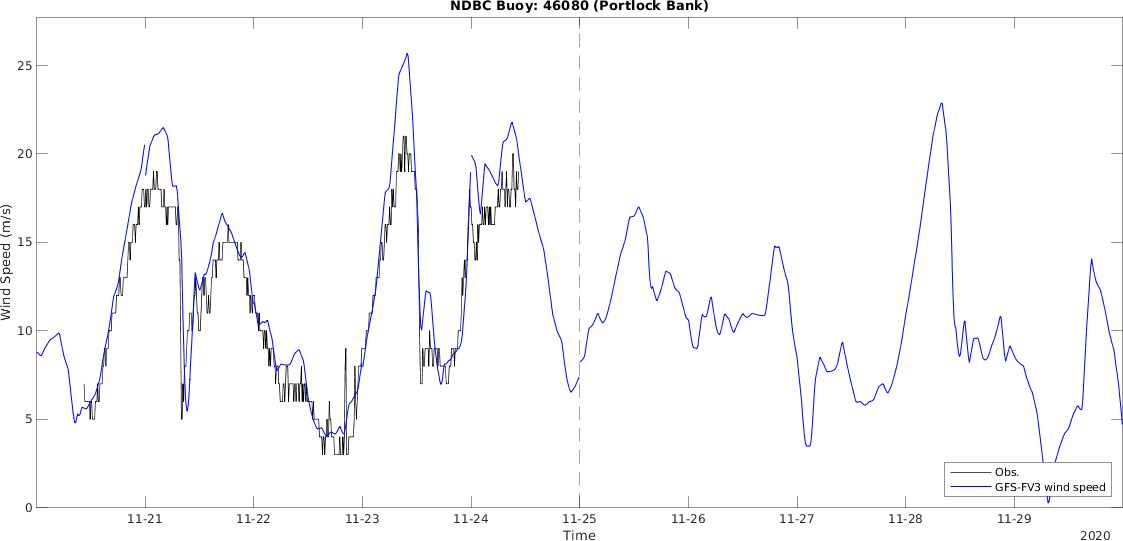 NDBC Buoy: 46080 (Portlock Bank)
Wind Speed (m/s)
25
20
15
10
5
0
11-21 11-22 11-23 11-24 11-25 11-26 11-27 11-28 11-29
Time
2020
Obs.
GFS-FV3 wind speed